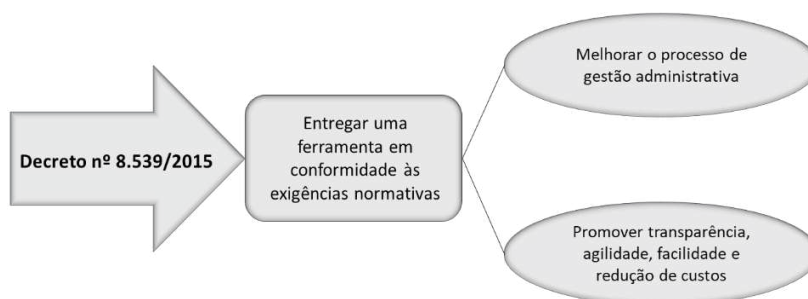 Decreto nº 8.539/2015
Entregar uma
ferramenta em
conformidade às
exigências normativas
Melhorar o processo de
gestão administrativa
Promover transparência,
agilidade, facilidade e
redução de custos